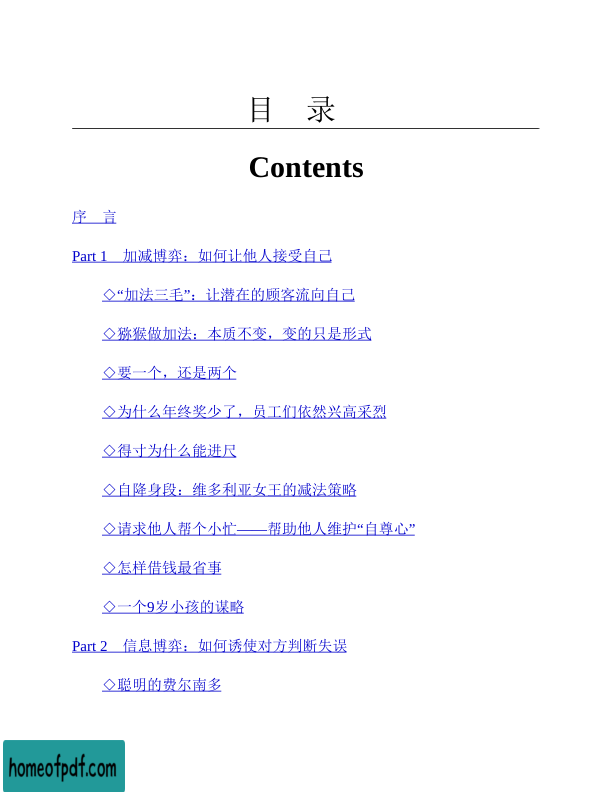 目　录
Contents
序　言
Part 1　加减博弈：如何让他人接受自己
◇“加法三毛”：让潜在的顾客流向自己
◇猕猴做加法：本质不变，变的只是形式
◇要一个，还是两个
◇为什么年终奖少了，员工们依然兴高采烈
◇得寸为什么能进尺
◇自降身段：维多利亚女王的减法策略
◇请求他人帮个小忙——帮助他人维护“自尊心”
◇怎样借钱最省事
◇一个9岁小孩的谋略
Part 2　信息博弈：如何诱使对方判断失误
◇聪明的费尔南多
homeofpdf.com